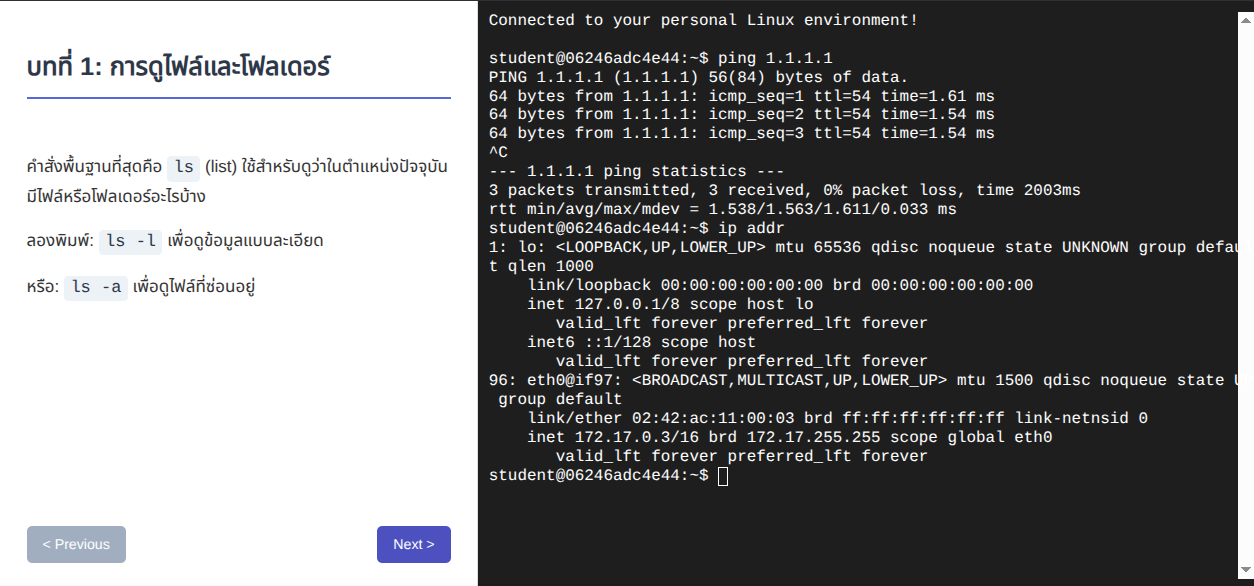 บทที่ 1: การดูไฟล์และโฟลเดอร์
คำสั่งพื้นฐานที่สุดคือ ls (list) ใช้สำหรับดูว่าในตำแหน่งปัจจุบัน
มีไฟล์หรือโฟลเดอร์อะไรบ้าง
ลองพิมพ์: ls -l เพื่อดูข้อมูลแบบละเอียด
หรือ: ls -a เพื่อดูไฟล์ที่ซ่อนอยู่
< Previous
Next >
Connected to your personal Linux environment!
student@06246adc4e44:~$ ping 1.1.1.1
PING 1.1.1.1 (1.1.1.1) 56(84) bytes of data.
64 bytes from 1.1.1.1: icmp_seq=1 ttl=54 time=1.61 ms
64 bytes from 1.1.1.1: icmp_seq=2 ttl=54 time=1.54 ms
64 bytes from 1.1.1.1: icmp_seq=3 ttl=54 time=1.54 ms
^C
--- 1.1.1.1 ping statistics ---
3 packets transmitted, 3 received, 0% packet loss, time 2003ms
rtt min/avg/max/mdev = 1.538/1.563/1.611/0.033 ms
student@06246adc4e44:~$ ip addr
1: lo: <LOOPBACK,UP,LOWER_UP> mtu 65536 qdisc noqueue state UNKNOWN group defau
t qlen 1000
link/loopback 00:00:00:00:00:00 brd 00:00:00:00:00:00
inet 127.0.0.1/8 scope host lo
valid_lft forever preferred_lft forever
inet6 ::1/128 scope host
valid_lft forever preferred_lft forever
96: eth0@if97: <BROADCAST,MULTICAST,UP,LOWER_UP> mtu 1500 qdisc noqueue state U
group default
link/ether 02:42:ac:11:00:03 brd ff:ff:ff:ff:ff:ff link-netnsid 0
inet 172.17.0.3/16 brd 172.17.255.255 scope global eth0
valid_lft forever preferred_lft forever
student@06246adc4e44:~$